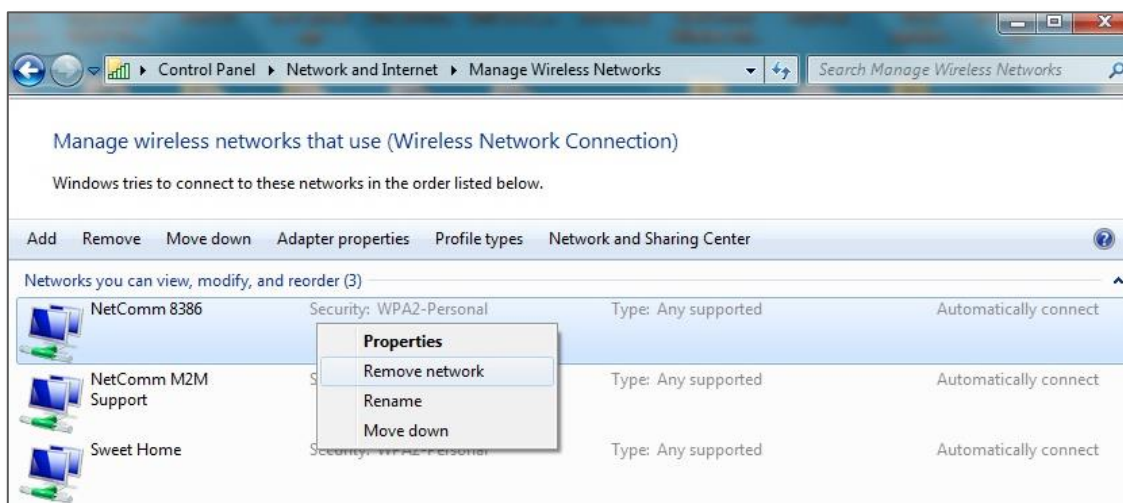 Control Panel ▸ Network and Internet ▸ Manage Wireless Networks
Search Manage Wireless Networks
Manage wireless networks that use (Wireless Network Connection)
Windows tries to connect to these networks in the order listed below.
Add Remove Move down Adapter properties Profile types Network and Sharing Center
Networks you can view, modify, and reorder (3)
NetComm 8386 Security: WPA2-Personal Type: Any supported Automatically connect
Properties
Remove network
Rename
Move down
NetComm M2M Support Type: Any supported Automatically connect
Sweet Home Security: WPA2-Personal Type: Any supported Automatically connect